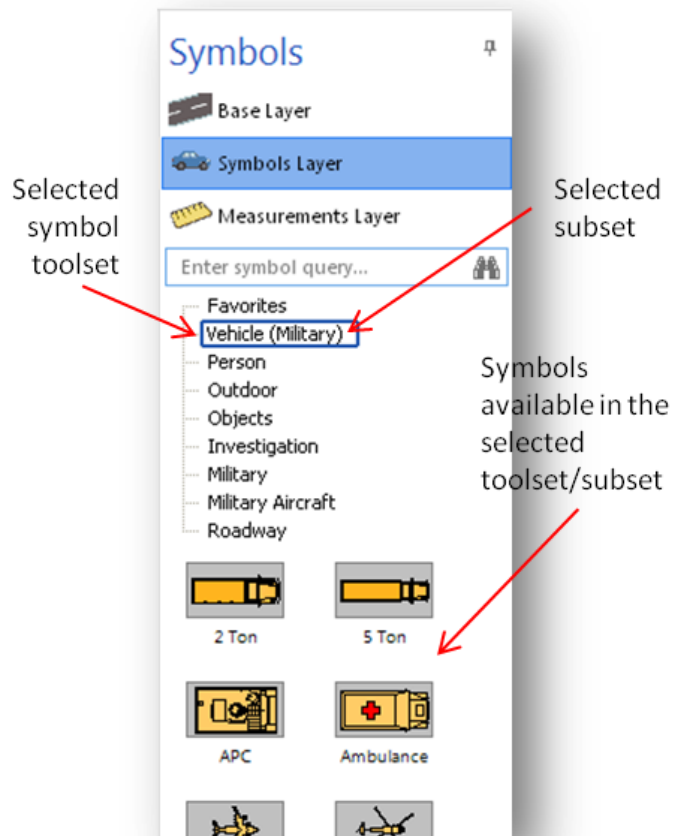 Symbols
Base Layer
Symbols Layer
Measurements Layer
Selected
symbol
toolset
Selected
subset
Enter symbol query...
Favorites
Vehicle (Military)
Person
Outdoor
Objects
Investigation
Military
Military Aircraft
Roadway
Symbols
available in the
selected
toolset/subset
2 Ton
5 Ton
APC
Ambulance